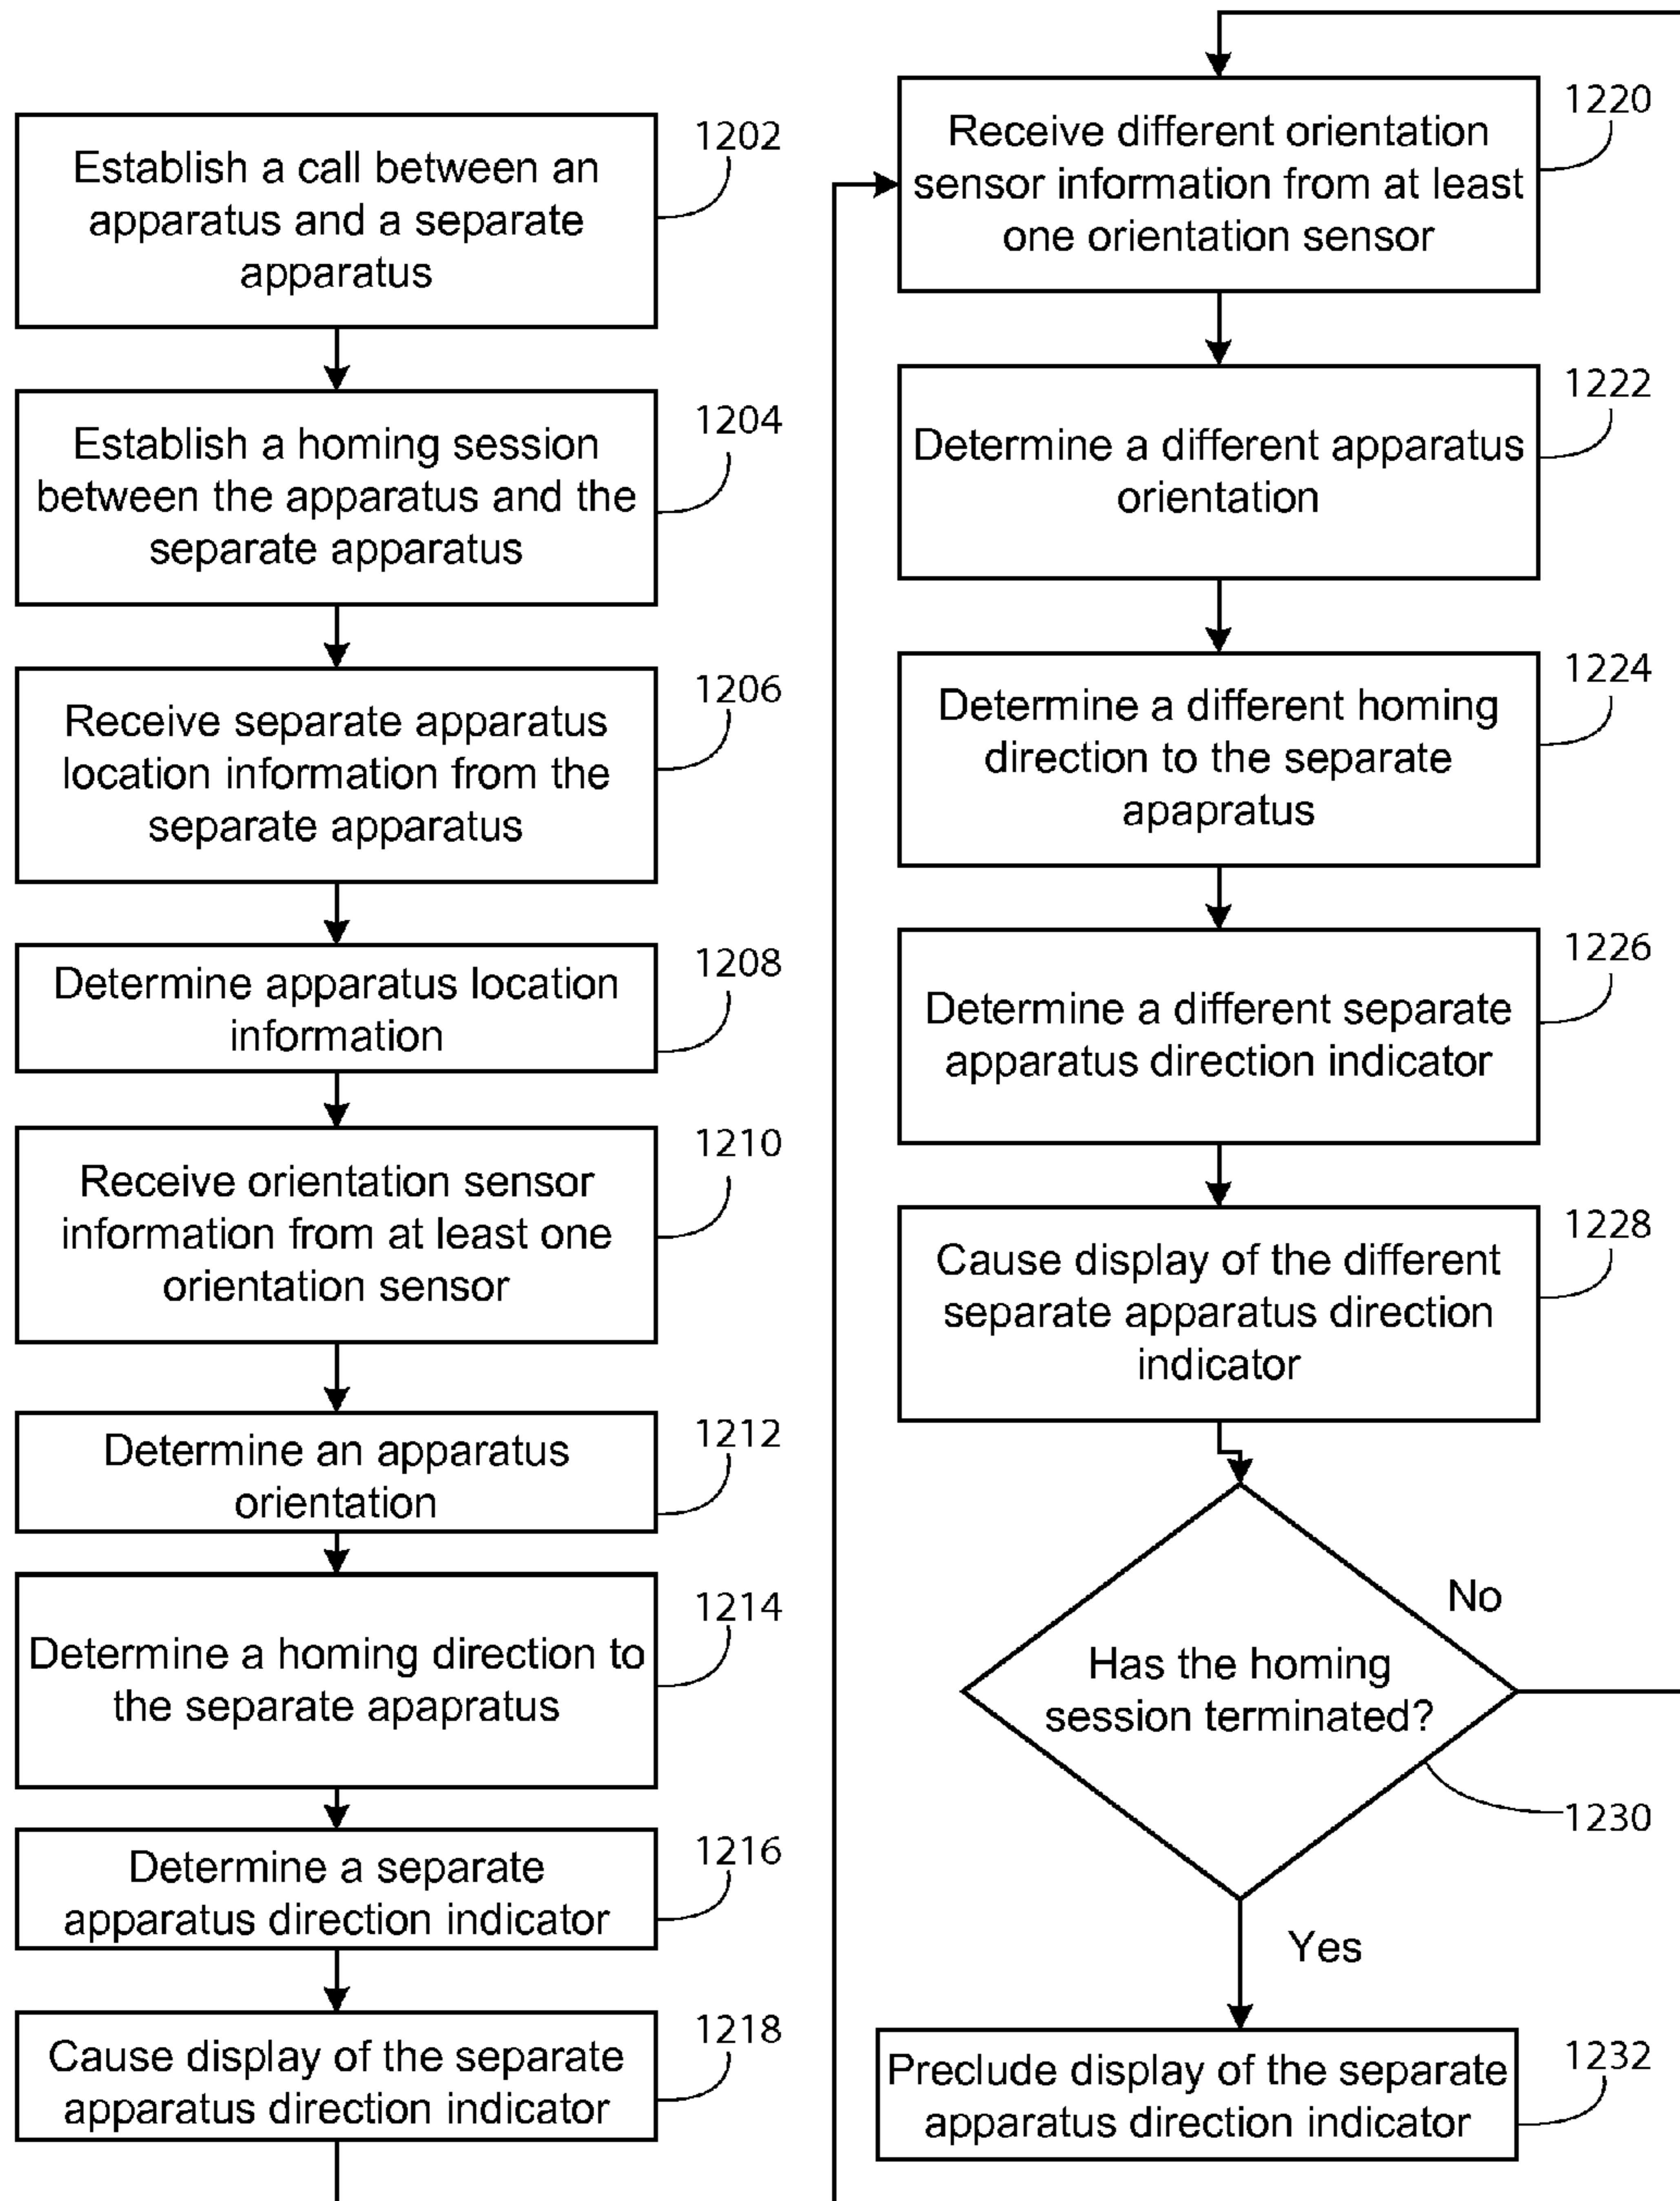 Establish a call between an
apparatus and a separate
apparatus
1202
Establish a homing session
between the apparatus and the
separate apparatus
1204
Receive separate apparatus
location information from the
separate apparatus
1206
Determine apparatus location
information
1208
Receive orientation sensor
information from at least one
orientation sensor
1210
Determine an apparatus
orientation
1212
Determine a homing direction to
the separate apapratus
1214
Determine a separate
apparatus direction indicator
1216
Cause display of the separate
apparatus direction indicator
1218
Receive different orientation
sensor information from at least
one orientation sensor
1220
Determine a different apparatus
orientation
1222
Determine a different homing
direction to the separate
apapratus
1224
Determine a different separate
apparatus direction indicator
1226
Cause display of the different
separate apparatus direction
indicator
1228
No
Has the homing
session terminated?
1230
Yes
Preclude display of the separate
apparatus direction indicator
1232